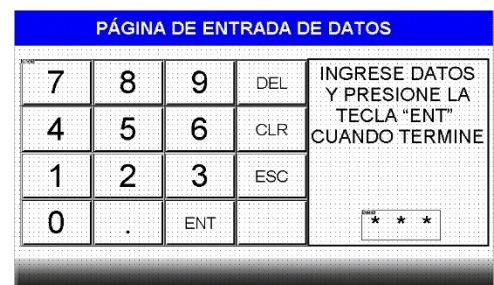 PÁGINA DE ENTRADA DE DATOS
7 8 9 DEL
4 5 6 CLR
1 2 3 ESC
0 . ENT
INGRESE DATOS
Y PRESIONE LA
TECLA “ENT”
CUANDO TERMINE
* * *